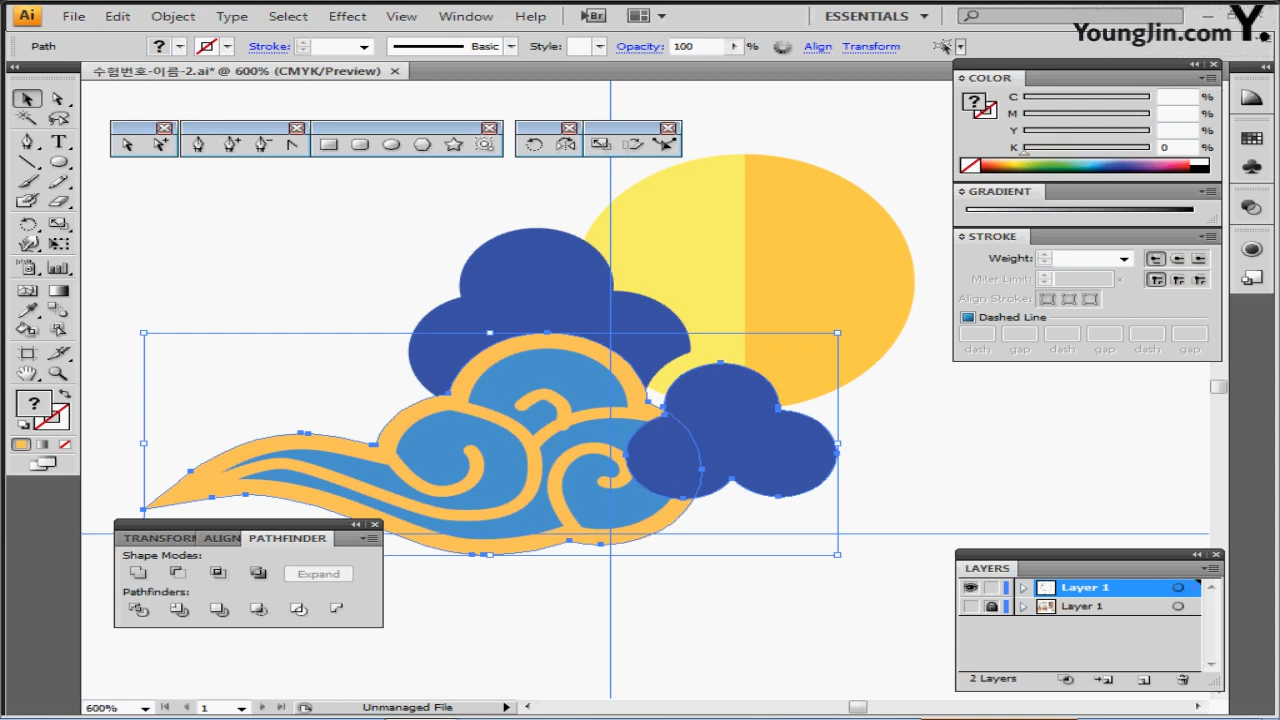 Ai File Edit Object Type Select Effect View Window Help Br ESSENTIALS
YoungJin.com Y.
Path ? Stroke: Basic Style: Opacity: 100 % Align Transform
수험번호-이름-2.ai* @ 600% (CMYK/Preview)
COLOR
? C %
M %
Y %
K 0 %
GRADIENT
STROKE
Weight:
Miter Limit: x
Align Stroke:
Dashed Line
dash gap dash gap dash gap
?
TRANSFORM ALIGN PATHFINDER
Shape Modes:
Expand
Pathfinders:
LAYERS
Layer 1
Layer 1
2 Layers
600% 1 Unmanaged File